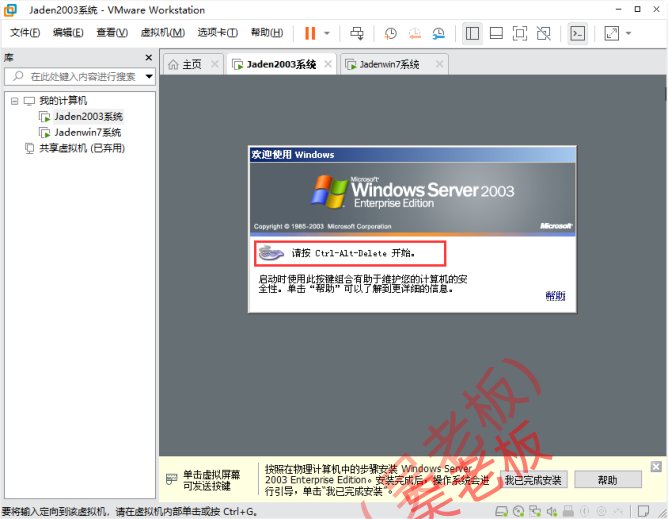 Jaden2003系统 - VMware Workstation
文件(F) 编辑(E) 查看(V) 虚拟机(M) 选项卡(T) 帮助(H)
库
在此处键入内容进行搜索
主页 Jaden2003系统 Jadenwin7系统
我的计算机
Jaden2003系统
Jadenwin7系统
共享虚拟机 (已弃用)
欢迎使用 Windows
Microsoft
Windows Server 2003
Enterprise Edition
Copyright © 1985-2003 Microsoft Corporation Microsoft
请按 Ctrl-Alt-Delete 开始。
启动时使用此按键组合有助于维护您的计算机的安
全性。单击“帮助”可以了解到更详细的信息。
帮助
(吴老板)
吴老板
单击虚拟屏幕
可发送按键
按照在物理计算机中的步骤安装 Windows Server
2003 Enterprise Edition。安装完成后，操作系统会进
行引导，单击“我已完成安装”。
我已完成安装 帮助
要将输入定向到该虚拟机，请在虚拟机内部单击或按 Ctrl+G。